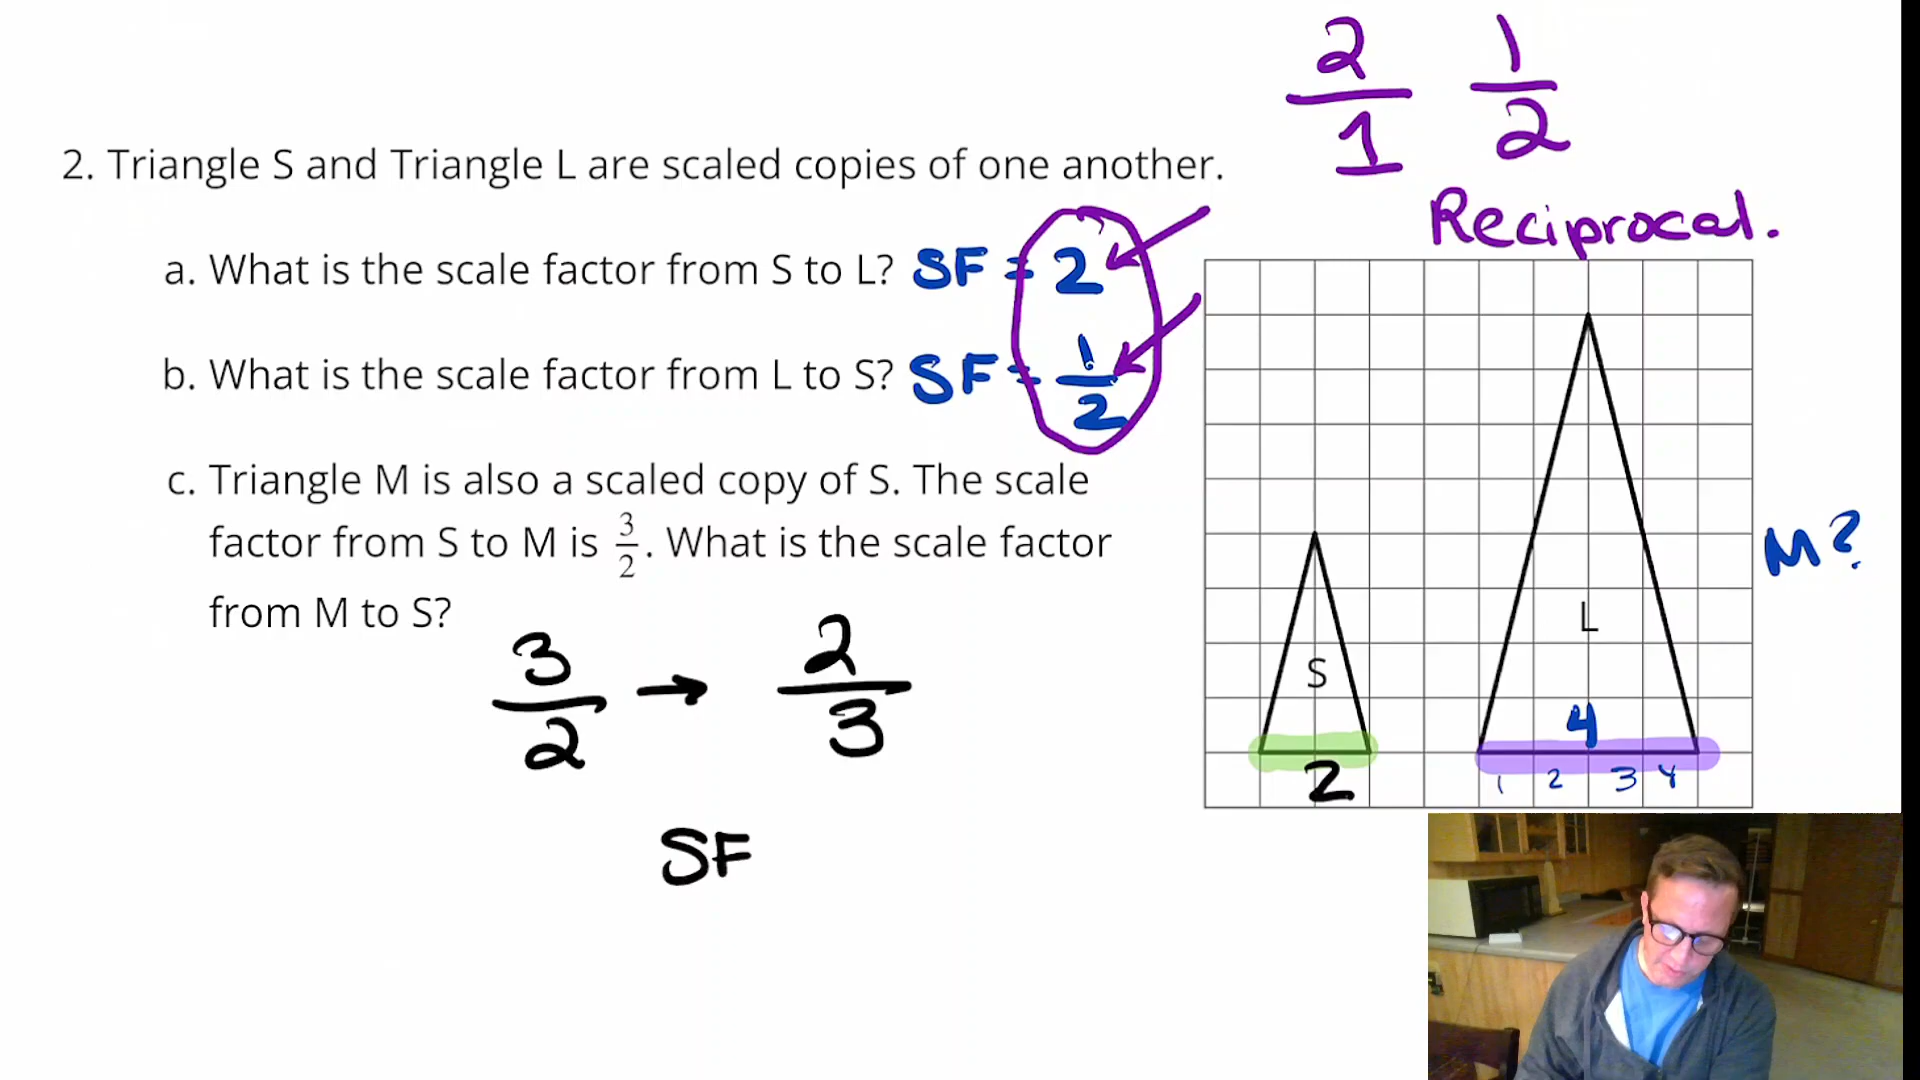 2 1
1 2
2. Triangle S and Triangle L are scaled copies of one another.
Reciprocal.
a. What is the scale factor from S to L? SF = 2
b. What is the scale factor from L to S? SF = 1/2
c. Triangle M is also a scaled copy of S. The scale
factor from S to M is 3/2. What is the scale factor
from M to S?
M?
3/2 → 2/3
L
S
4
2
1 2 3 4
SF